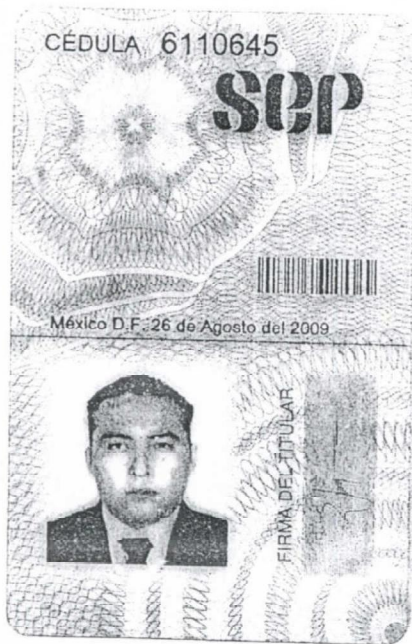 CÉDULA 6110645
SEP
México D.F. 26 de Agosto del 2009
FIRMA DEL TITULAR